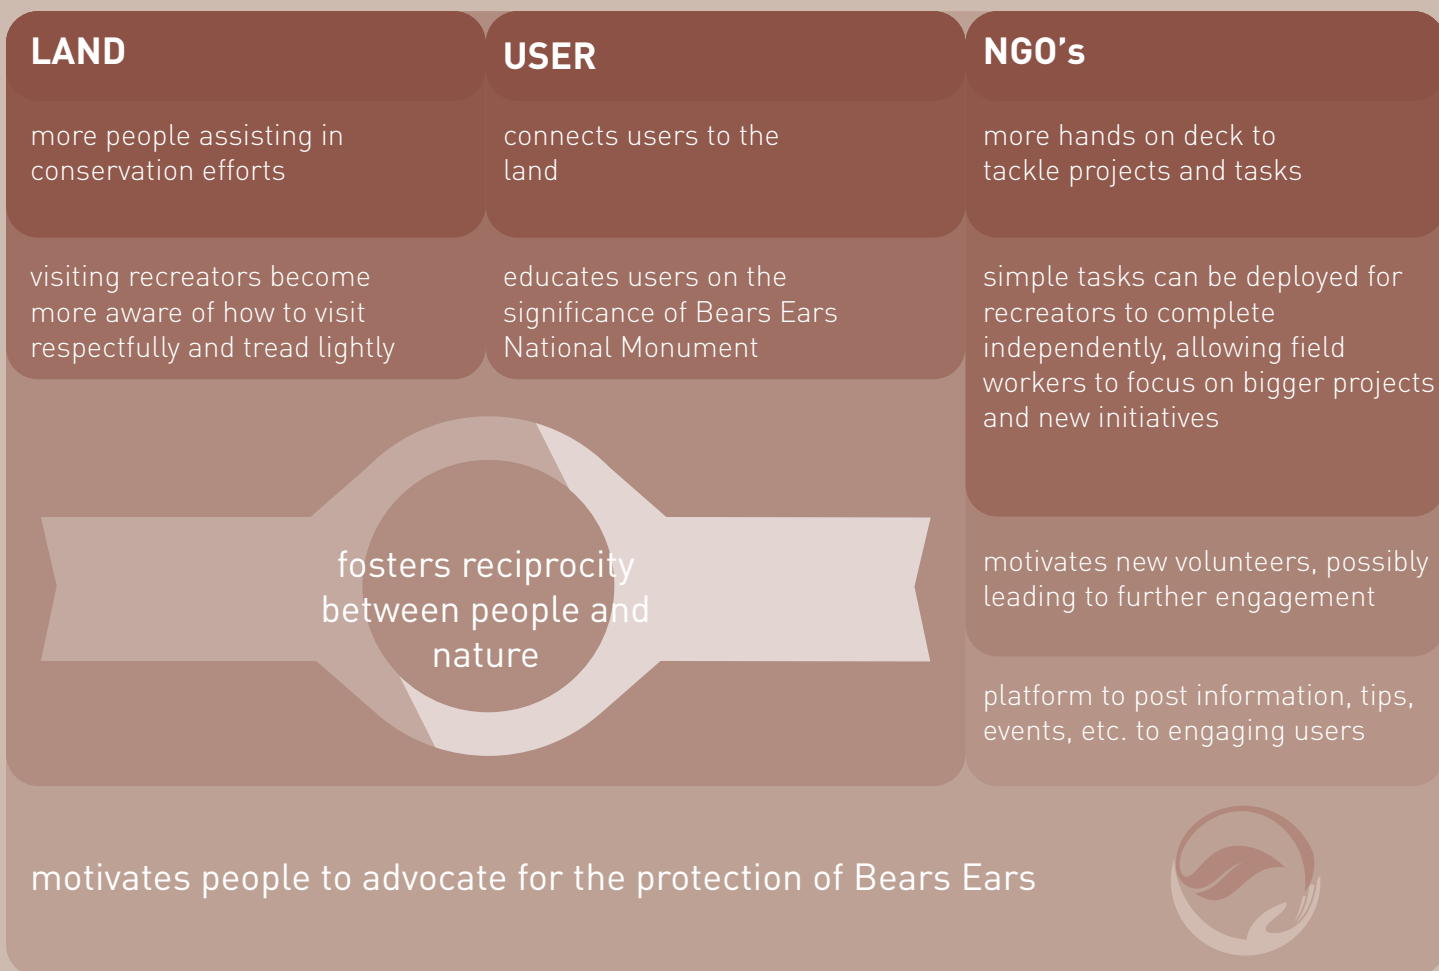 LAND
more people assisting in
conservation efforts
visiting recreators become
more aware of how to visit
respectfully and tread lightly
USER
connects users to the
land
educates users on the
significance of Bears Ears
National Monument
fosters reciprocity
between people and
nature
NGO's
more hands on deck to
tackle projects and tasks
simple tasks can be deployed for
recreators to complete
independently, allowing field
workers to focus on bigger projects
and new initiatives
motivates new volunteers, possibly
leading to further engagement
platform to post information, tips,
events, etc. to engaging users
motivates people to advocate for the protection of Bears Ears